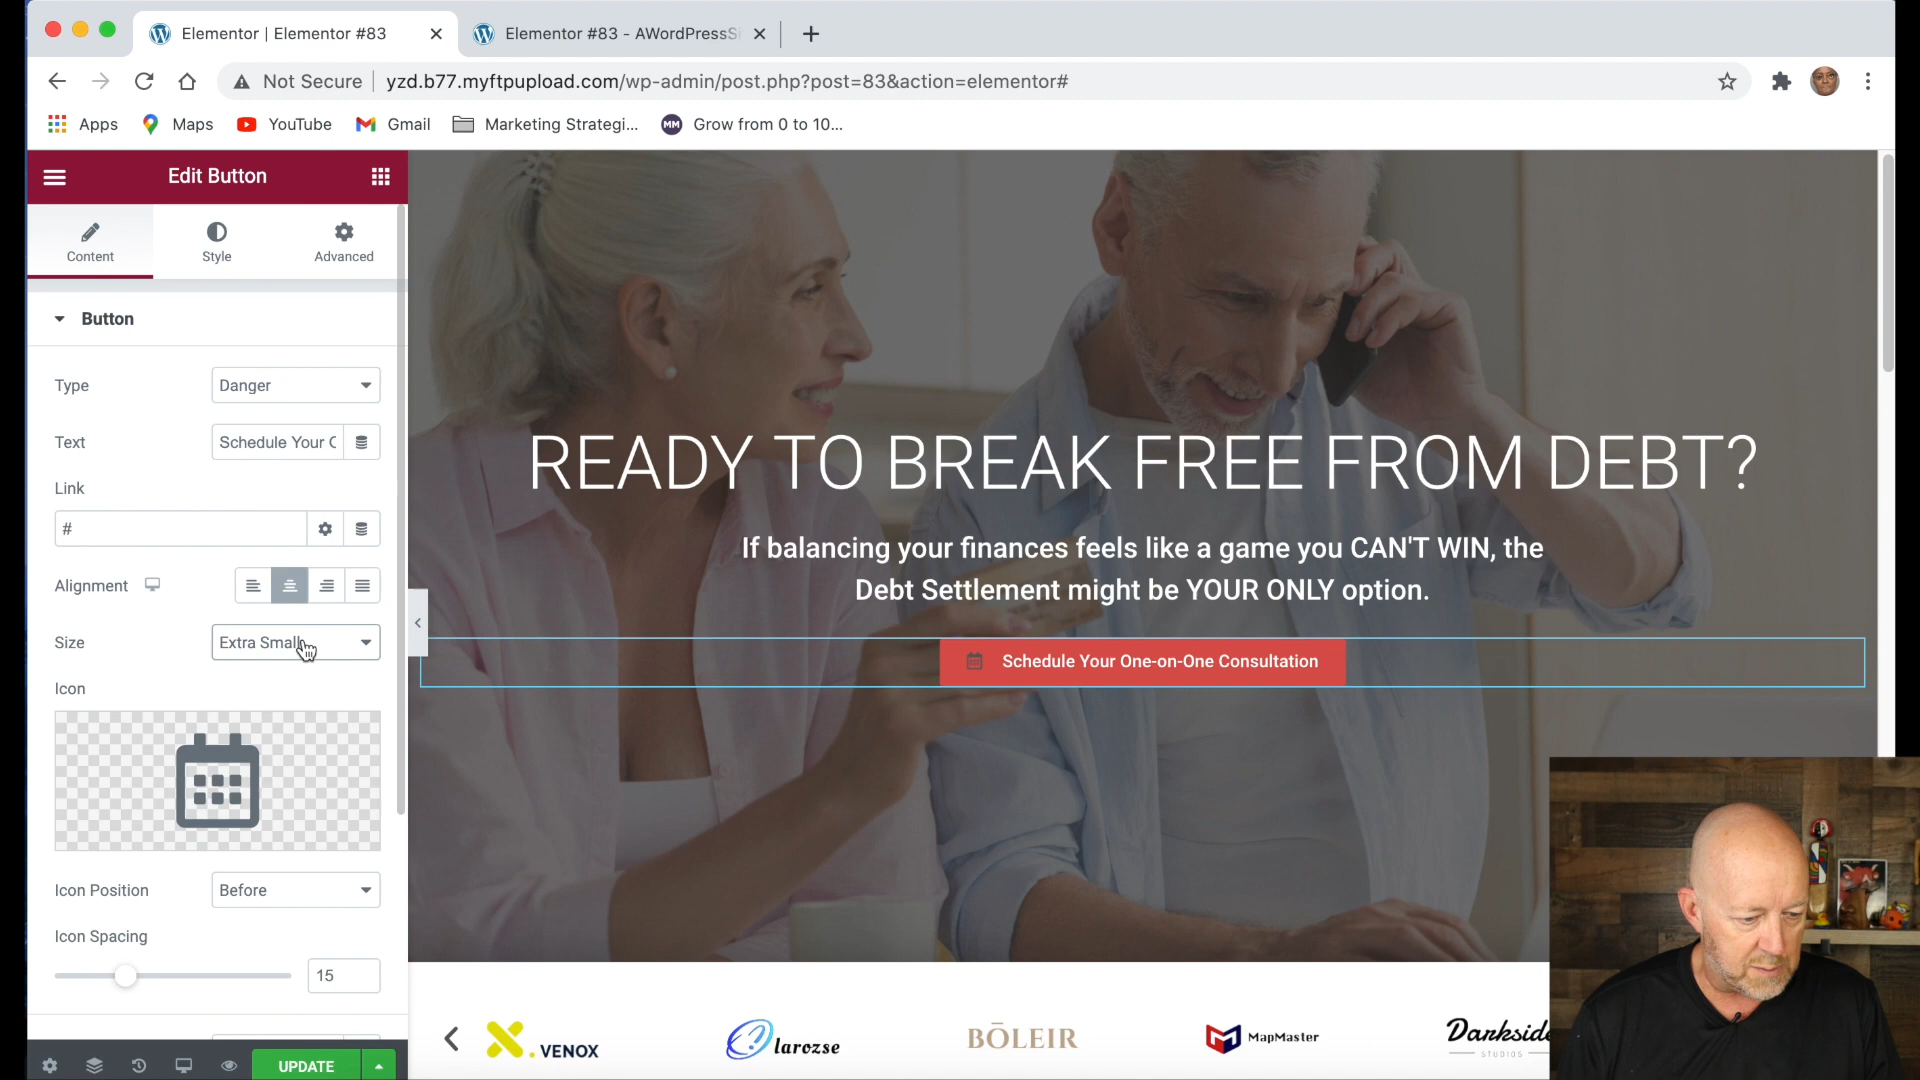 Elementor | Elementor #83
Elementor #83 - AWordPressSi
Not Secure
yzd.b77.myftpupload.com/wp-admin/post.php?post=83&action=elementor#
Apps
Maps
YouTube
Gmail
Marketing Strategi...
MM
Grow from 0 to 10...
Edit Button
Content
Style
Advanced
Button
Type
Danger
Text
Schedule Your C
Link
#
Alignment
Size
Extra Small
Icon
Icon Position
Before
Icon Spacing
15
UPDATE
READY TO BREAK FREE FROM DEBT?
If balancing your finances feels like a game you CAN'T WIN, the
Debt Settlement might be YOUR ONLY option.
Schedule Your One-on-One Consultation
VENOX
larozse
BŌLEIR
MapMaster
Darkside
STUDIOS